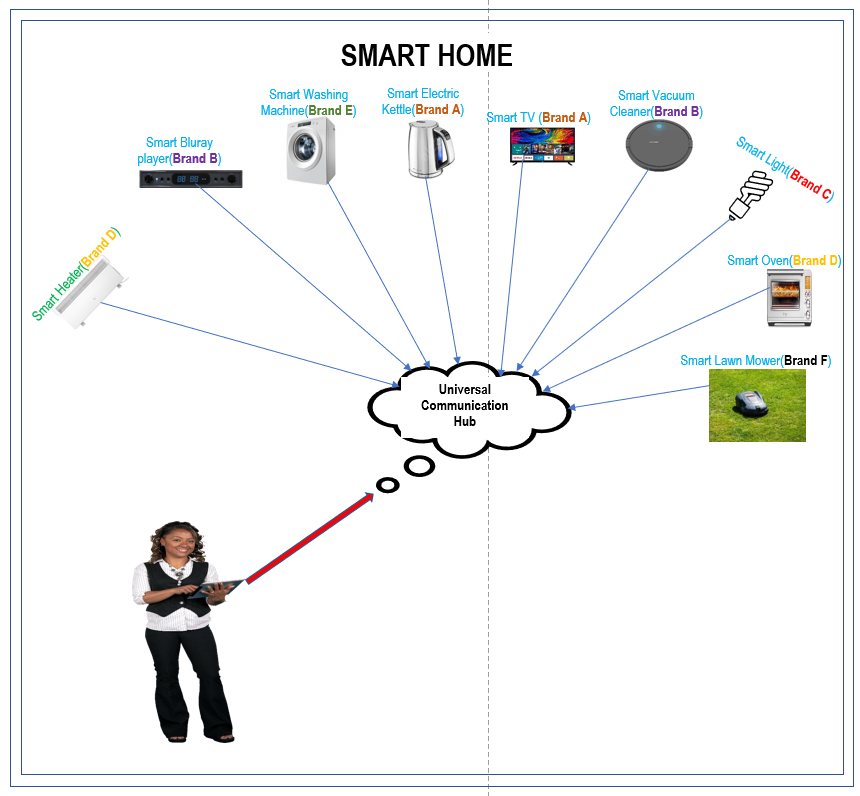 SMART HOME
Smart Washing
Machine(Brand E)
Smart Electric
Kettle(Brand A)
Smart TV (Brand A)
Smart Vacuum
Cleaner(Brand B)
Smart Bluray
player(Brand B)
Smart Light(Brand C)
Smart Heater(Brand D)
Smart Oven(Brand D)
Smart Lawn Mower(Brand F)
Universal
Communication
Hub